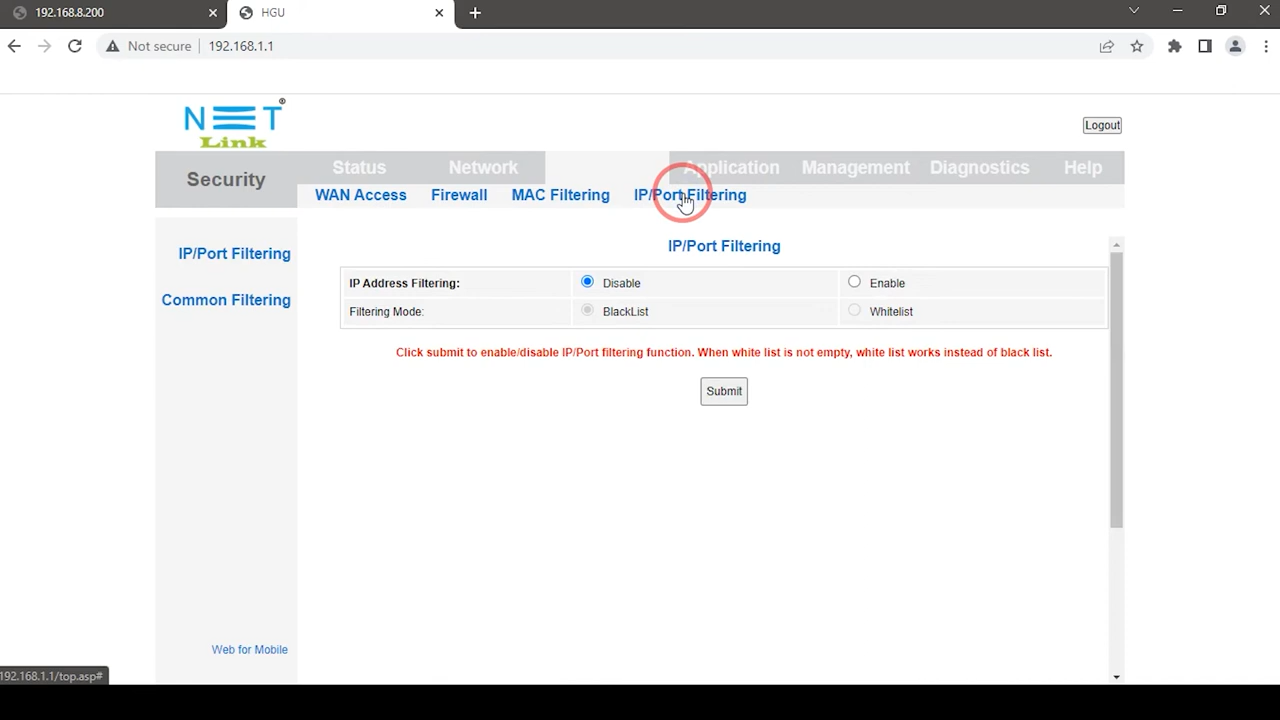 192.168.8.200
HGU
Not secure
192.168.1.1
NET
Link
®
Logout
Security
Status
Network
Application
Management
Diagnostics
Help
WAN Access
Firewall
MAC Filtering
IP/Port Filtering
IP/Port Filtering
Common Filtering
Web for Mobile
IP/Port Filtering
IP Address Filtering:
Disable
Enable
Filtering Mode:
BlackList
Whitelist
Click submit to enable/disable IP/Port filtering function. When white list is not empty, white list works instead of black list.
Submit
192.168.1.1/top.asp#